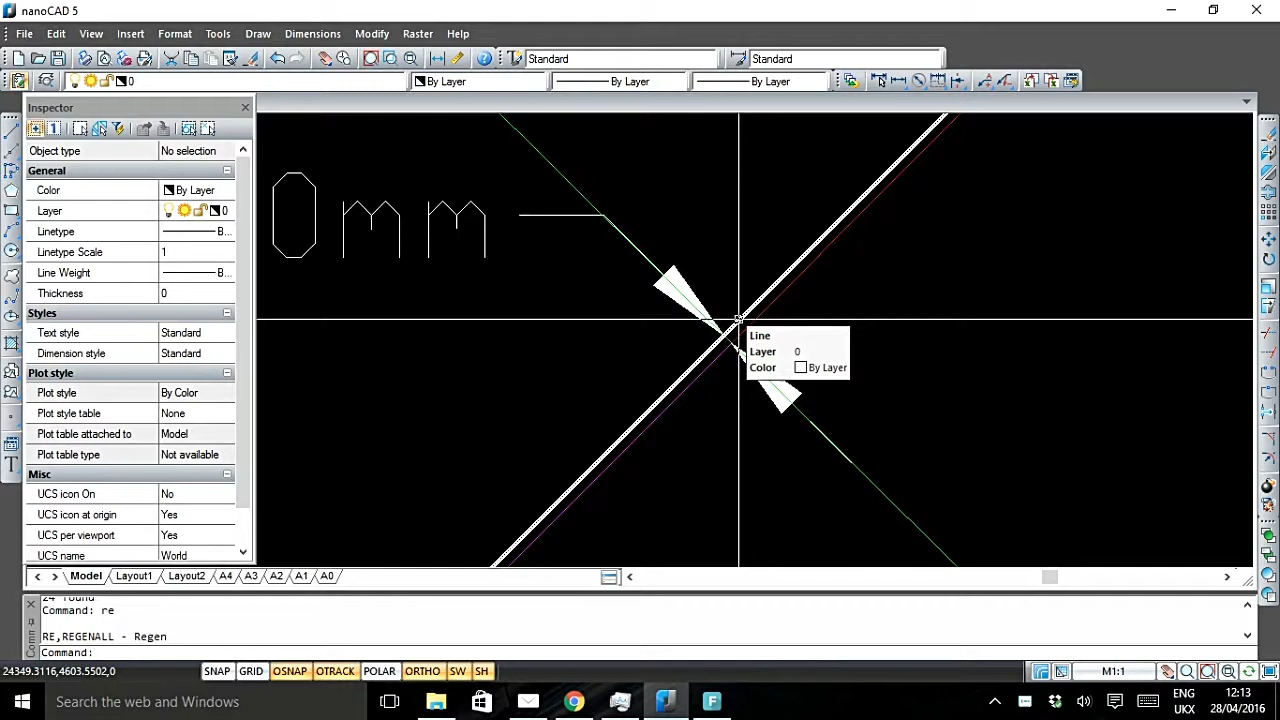 nanoCAD 5
File Edit View Insert Format Tools Draw Dimensions Modify Raster Help
Standard Standard
0 By Layer By Layer By Layer
Inspector
Object type No selection
General
Color By Layer
Layer 0
Linetype B...
Linetype Scale 1
Line Weight B...
Thickness 0
Styles
Text style Standard
Dimension style Standard
Plot style
Plot style By Color
Plot style table None
Plot table attached to Model
Plot table type Not available
Misc
UCS icon On No
UCS icon at origin Yes
UCS per viewport Yes
UCS name World
0mm
Line
Layer 0
Color By Layer
Model Layout1 Layout2 A4 A3 A2 A1 A0
24 found
Command: re
RE,REGENALL - Regen
Command:
Comm
24349.3116,4603.5502,0 SNAP GRID OSNAP OTRACK POLAR ORTHO SW SH M1:1
Search the web and Windows
ENG
UKX
12:13
28/04/2016